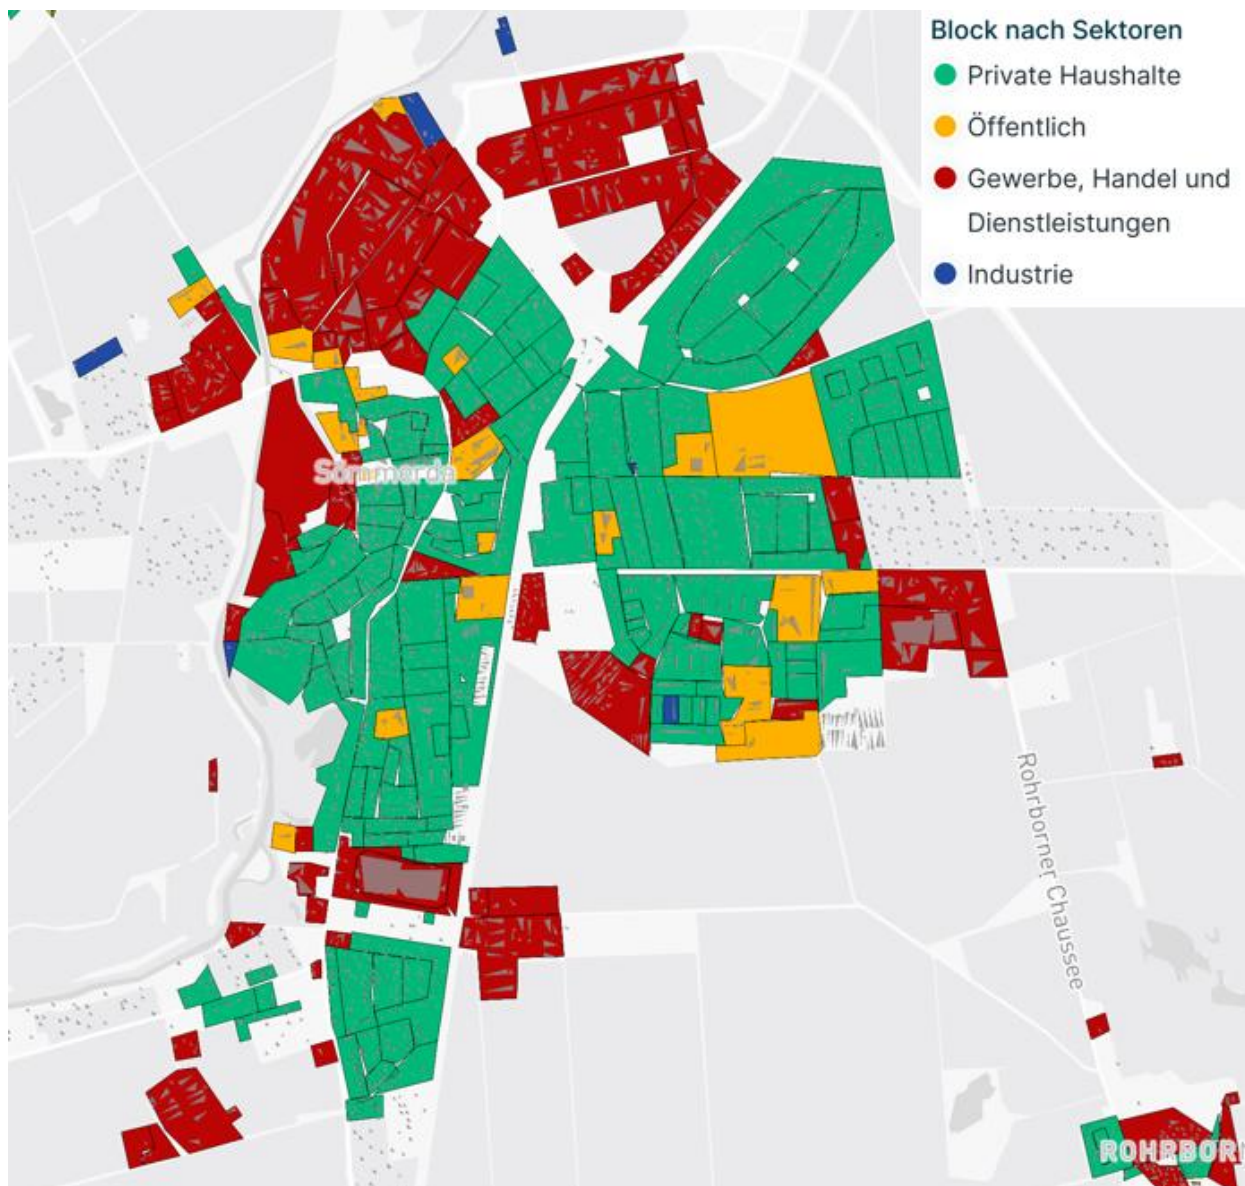 Block nach Sektoren
Private Haushalte
Öffentlich
Gewerbe, Handel und
Dienstleistungen
Industrie
Sömmerda
Rohrborner Chaussee
ROHRBORN